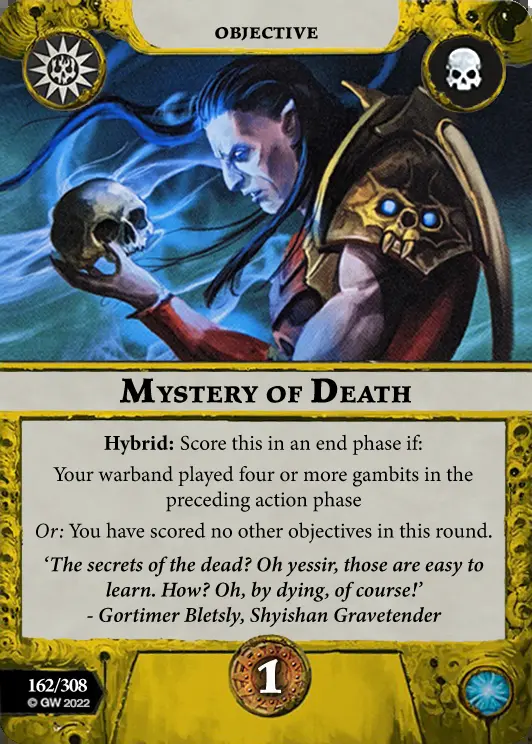 OBJECTIVE
MYSTERY OF DEATH
Hybrid: Score this in an end phase if:
Your warband played four or more gambits in the
preceding action phase
Or: You have scored no other objectives in this round.
‘The secrets of the dead? Oh yessir, those are easy to
learn. How? Oh, by dying, of course!’
- Gortimer Bletsly, Shyishan Gravetender
1
162/308
© GW 2022